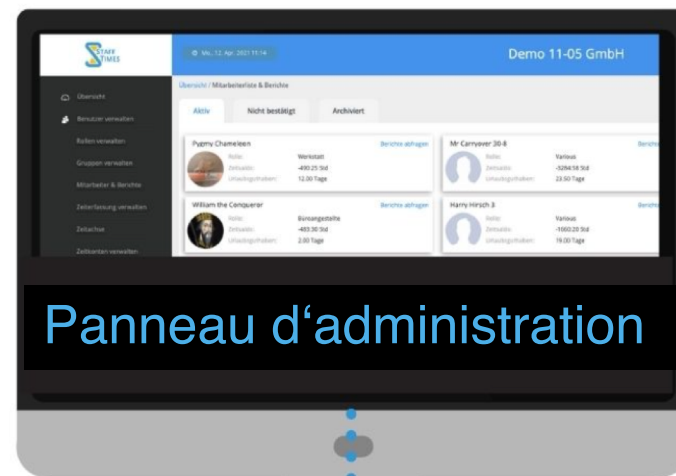 STAFF
TIMES
Mo., 12. Apr. 2021 11:14
Demo 11-05 GmbH
Übersicht / Mitarbeiterliste & Berichte
Übersicht
Benutzer verwalten
Rollen verwalten
Gruppen verwalten
Mitarbeiter & Berichte
Zeiterfassung verwalten
Zeitachse
Zeitkonten verwalten
Aktiv
Nicht bestätigt
Archiviert
Pygmy Chameleon
Berichte abfragen
Rolle:
Werkstatt
Zeitsaldo:
-490:25 Std
Urlaubsguthaben:
12.00 Tage
Mr Carryover 30-8
Berichte
Rolle:
Various
Zeitsaldo:
-5264:58 Std
Urlaubsguthaben:
23.50 Tage
William the Conqueror
Berichte abfragen
Rolle:
Büroangestellte
Zeitsaldo:
-483:30 Std
Urlaubsguthaben:
2.00 Tage
Harry Hirsch 3
Rolle:
Various
Zeitsaldo:
-1060:20 Std
Urlaubsguthaben:
19.00 Tage
Panneau d‘administration